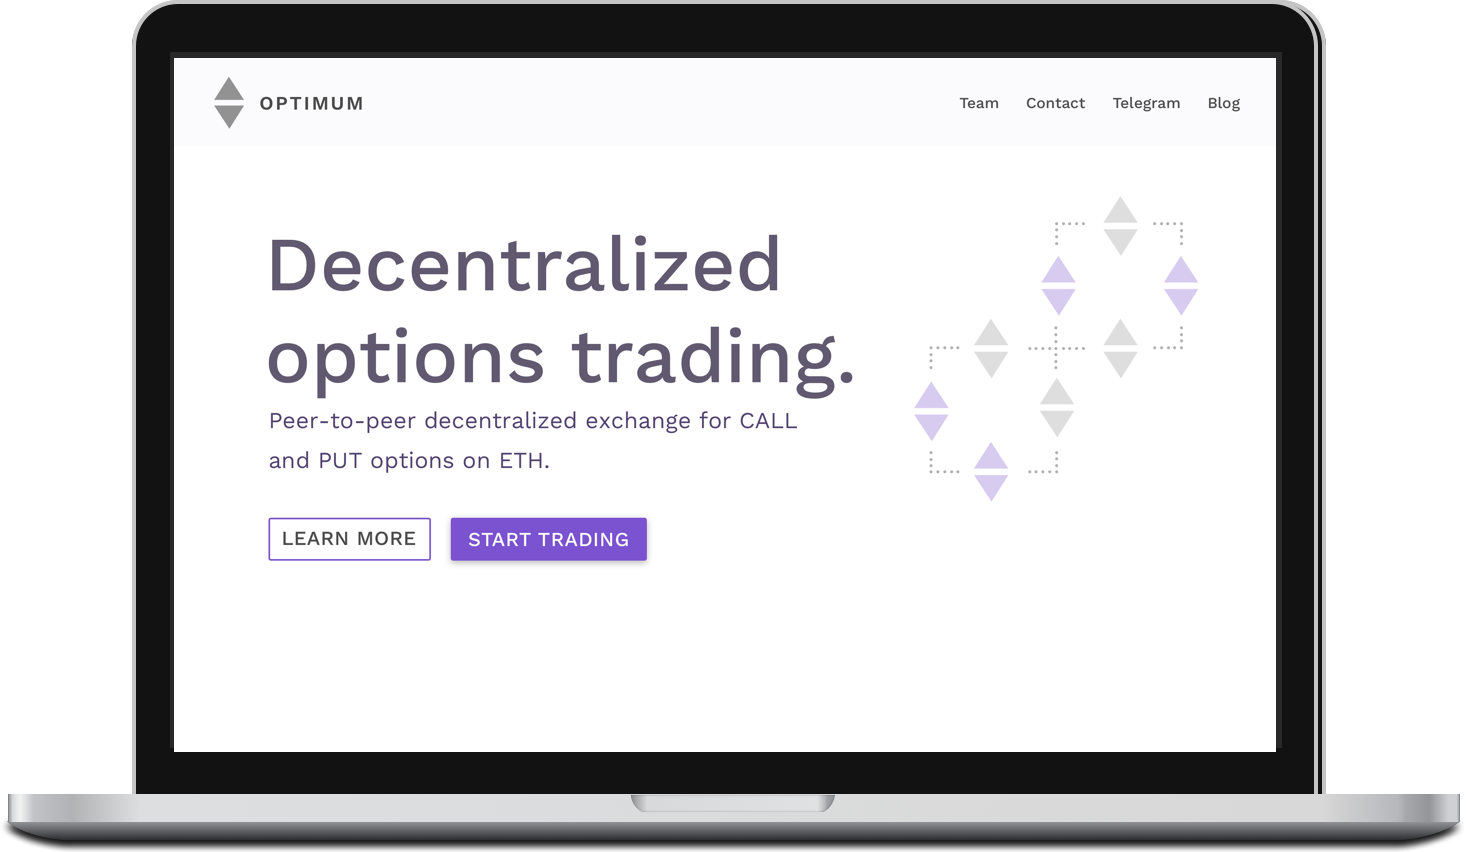 OPTIMUM
Team Contact Telegram Blog
Decentralized
options trading.
Peer-to-peer decentralized exchange for CALL
and PUT options on ETH.
LEARN MORE START TRADING